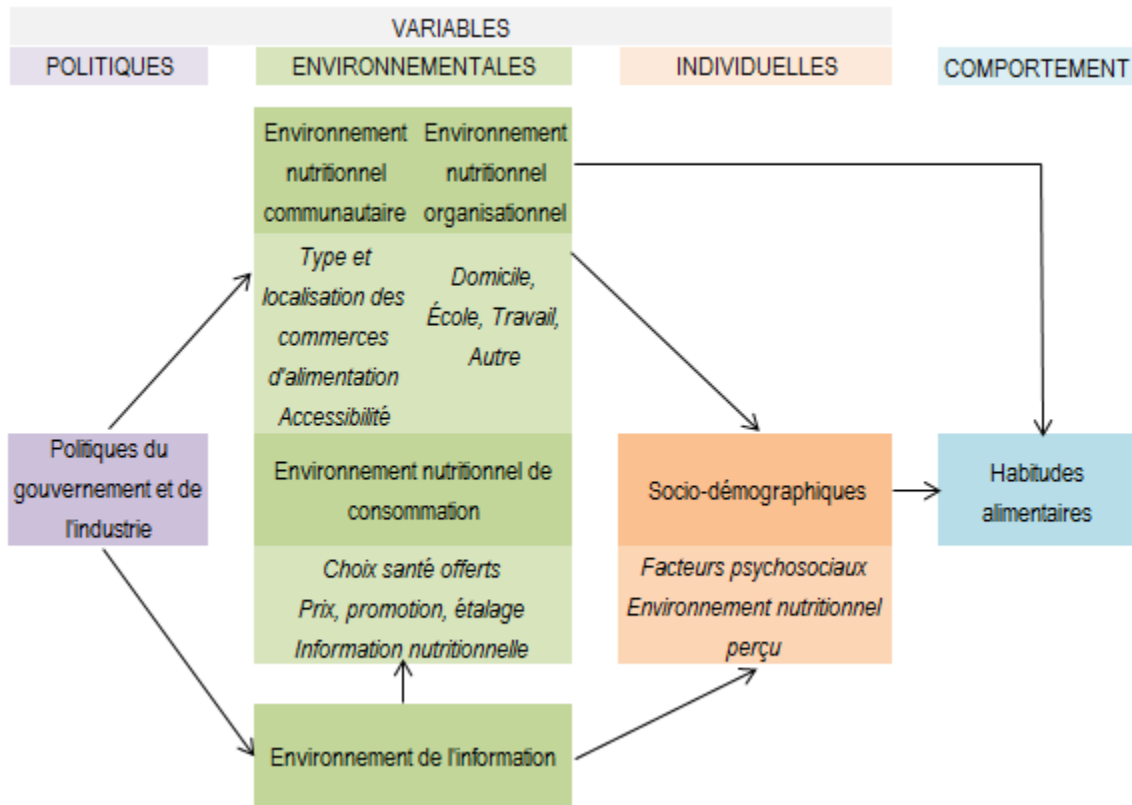 VARIABLES
POLITIQUES
ENVIRONNEMENTALES
INDIVIDUELLES
COMPORTEMENT
Environnement
nutritionnel
communautaire
Environnement
nutritionnel
organisationnel
Type et
localisation des
commerces
d'alimentation
Accessibilité
Domicile,
École, Travail,
Autre
Politiques du
gouvernement et de
l'industrie
Environnement nutritionnel de
consommation
Choix santé offerts
Prix, promotion, étalage
Information nutritionnelle
Environnement de l'information
Socio-démographiques
Facteurs psychosociaux
Environnement nutritionnel
perçu
Habitudes
alimentaires